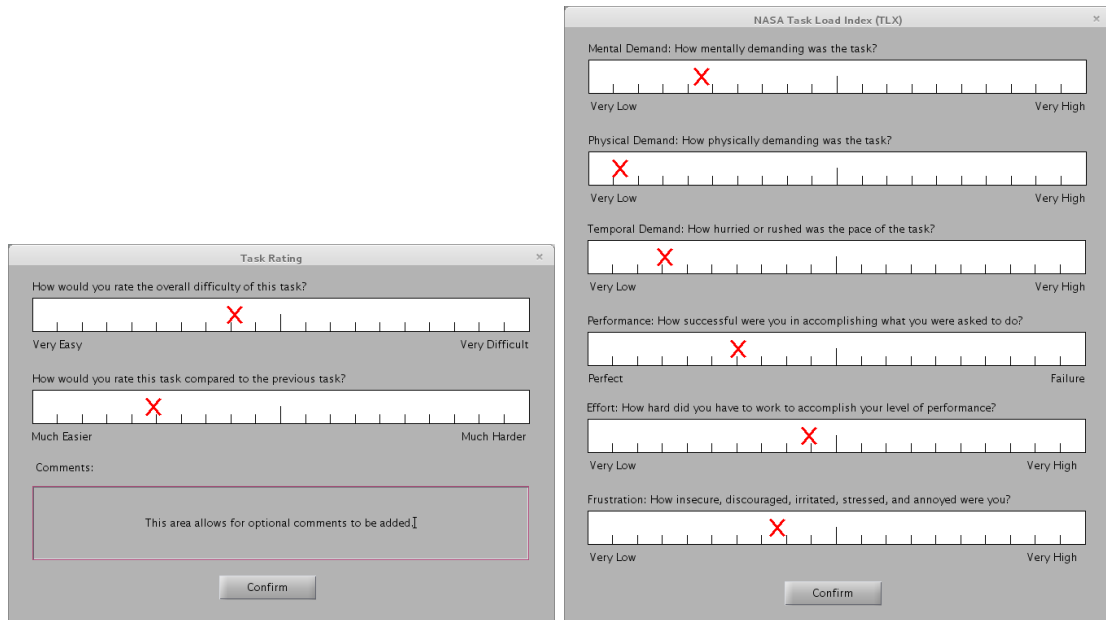 Task Rating
How would you rate the overall difficulty of this task?
Very Easy Very Difficult
How would you rate this task compared to the previous task?
Much Easier Much Harder
Comments:
This area allows for optional comments to be added.
Confirm
NASA Task Load Index (TLX)
Mental Demand: How mentally demanding was the task?
Very Low Very High
Physical Demand: How physically demanding was the task?
Very Low Very High
Temporal Demand: How hurried or rushed was the pace of the task?
Very Low Very High
Performance: How successful were you in accomplishing what you were asked to do?
Perfect Failure
Effort: How hard did you have to work to accomplish your level of performance?
Very Low Very High
Frustration: How insecure, discouraged, irritated, stressed, and annoyed were you?
Very Low Very High
Confirm